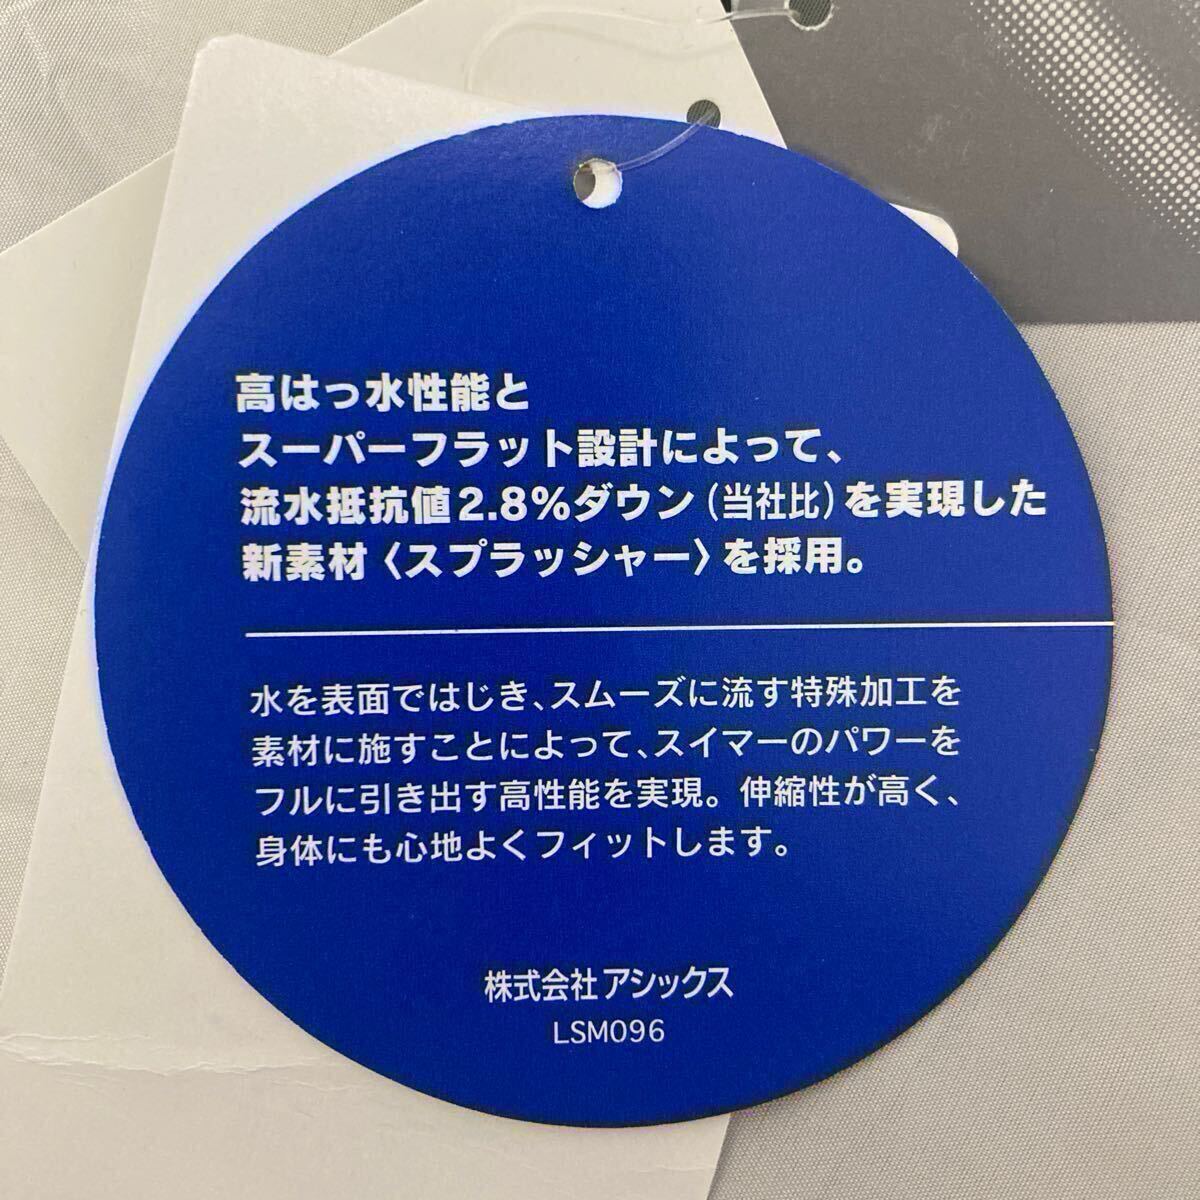 高はっ水性能と
スーパーフラット設計によって、
流水抵抗値2.8%ダウン(当社比)を実現した
新素材〈スプラッシャー〉を採用。
水を表面ではじき、スムーズに流す特殊加工を
素材に施すことによって、スイマーのパワーを
フルに引き出す高性能を実現。伸縮性が高く、
身体にも心地よくフィットします。
株式会社アシックス
LSM096